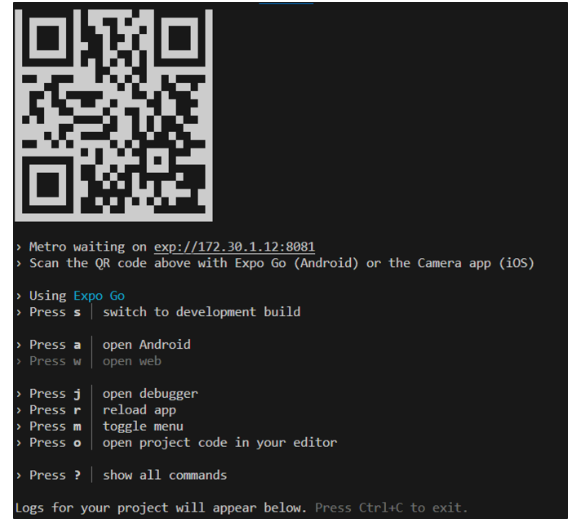 › Metro waiting on exp://172.30.1.12:8081
› Scan the QR code above with Expo Go (Android) or the Camera app (iOS)
› Using Expo Go
› Press s │ switch to development build
› Press a │ open Android
› Press w │ open web
› Press j │ open debugger
› Press r │ reload app
› Press m │ toggle menu
› Press o │ open project code in your editor
› Press ? │ show all commands
Logs for your project will appear below. Press Ctrl+C to exit.